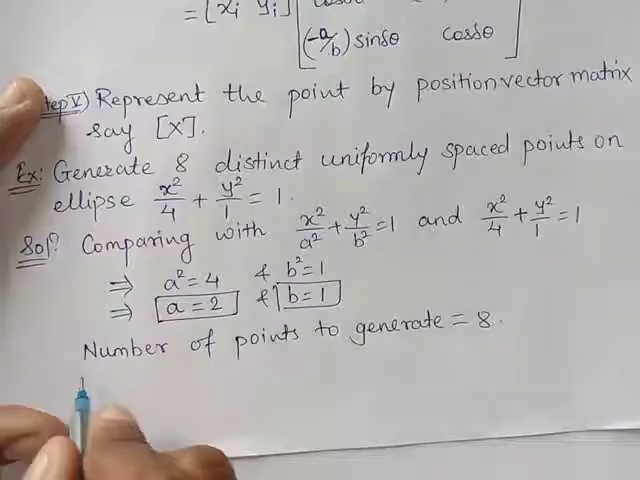 = [xi yi]
(-a/b) sinδθ cosδθ
Step V) Represent the point by position vector matrix
say [X].
Ex: Generate 8 distinct uniformly spaced points on
ellipse x²/4 + y²/1 = 1.
Solⁿ: Comparing with x²/a² + y²/b² = 1 and x²/4 + y²/1 = 1
⇒ a² = 4 & b² = 1
⇒ a = 2 & b = 1
Number of points to generate = 8.